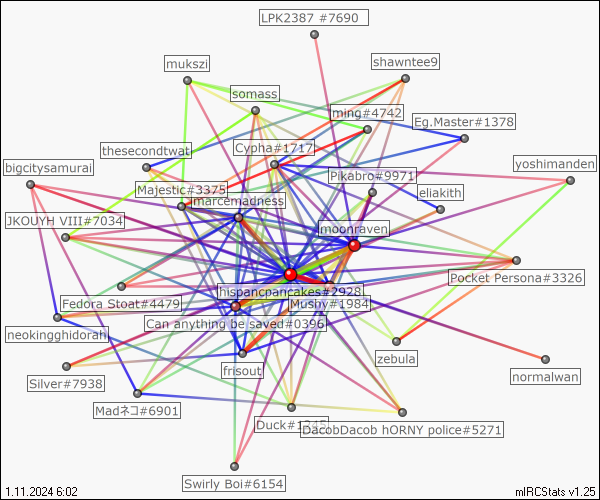 LPK2387 #7690
shawntee9
mukszi
somass
ming#4742
Eg.Master#1378
Cypha#1717
thesecondtwat
yoshimanden
bigcitysamurai
Pikabro#9971
Majestic#3375
eliakith
marcemadness
JKOUYH VIII#7034
moonraven
Pocket Persona#3326
hispancpancakes#2928
Fedora Stoat#4479
Mushy#1984
Can anything be saved#0396
neokingghidorah
zebula
frisout
normalwan
Silver#7938
Madネコ#6901
Duck
DacobDacob hORNY police#5271
Swirly Boi#6154
1.11.2024 6:02
mIRCStats v1.25